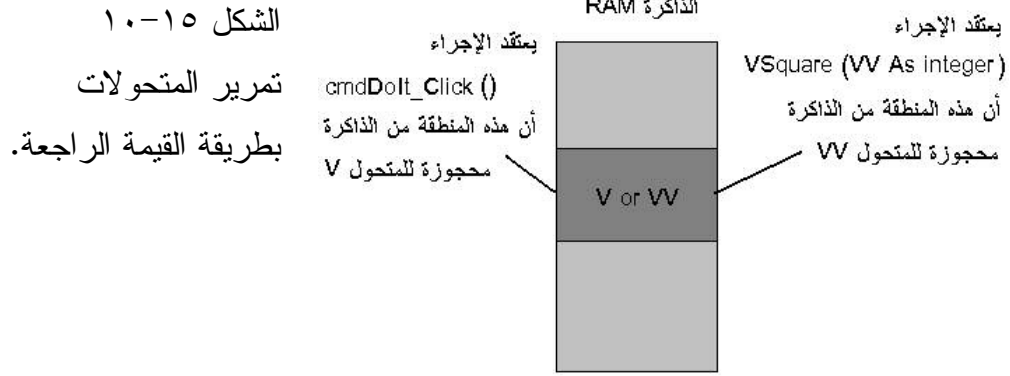 الشكل ١٥-١٠
تمرير المتحولات
بطريقة القيمة الراجعة.
الذاكرة RAM
يعتقد الإجراء
VSquare (VV As integer)
أن هذه المنطقة من الذاكرة
محجوزة للمتحول VV
V or VV
يعتقد الإجراء
cmdDoIt_Click ()
أن هذه المنطقة من الذاكرة
محجوزة للمتحول V